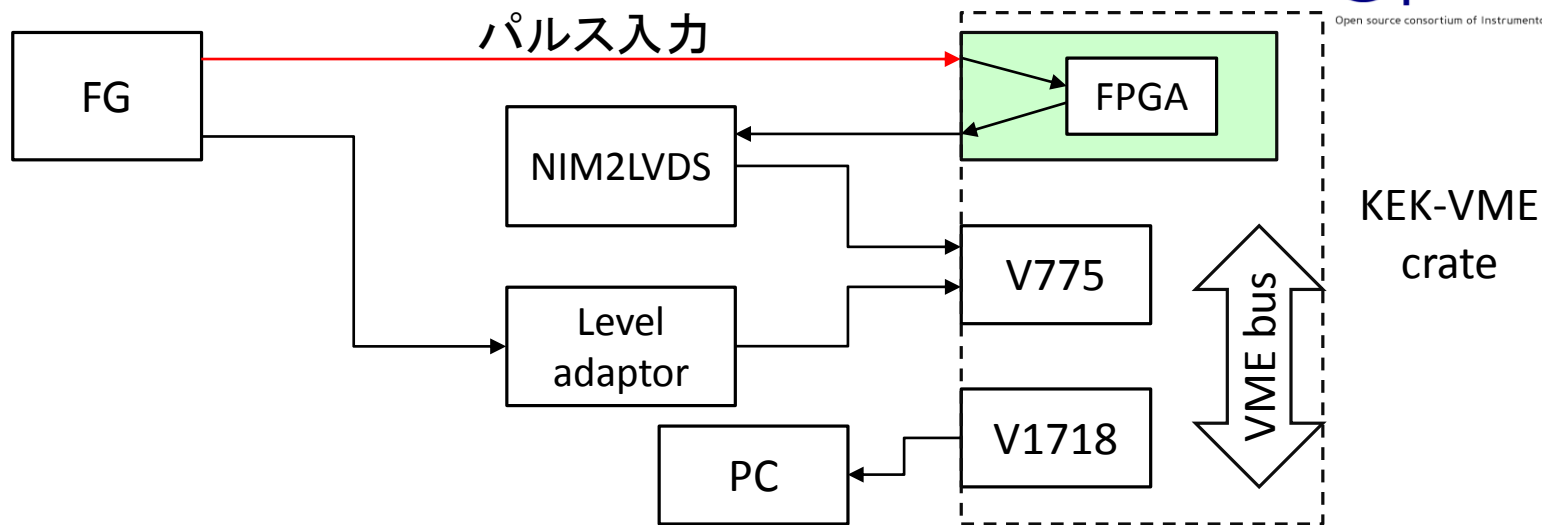 Open source consortium of Instrument
パルス入力
FG
FPGA
NIM2LVDS
KEK-VME
crate
V775
Level
adaptor
VME bus
V1718
PC